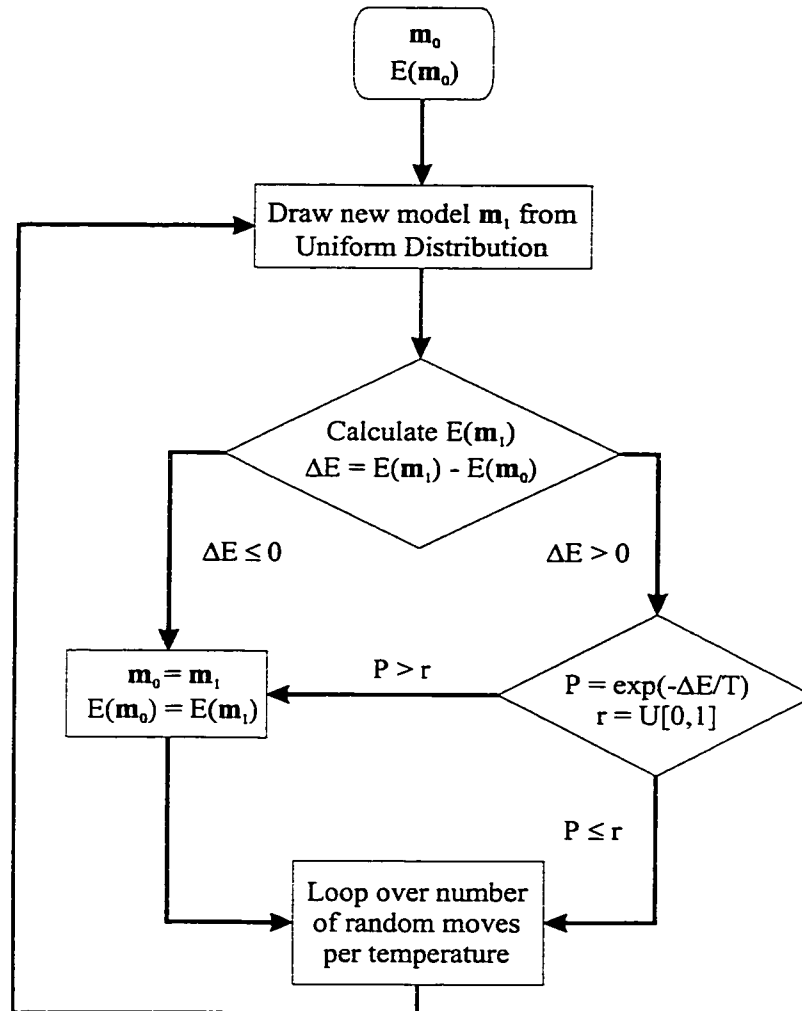 m₀
E(m₀)
Draw new model m₁ from
Uniform Distribution
Calculate E(m₁)
ΔE = E(m₁) - E(m₀)
ΔE ≤ 0
ΔE > 0
m₀ = m₁
E(m₀) = E(m₁)
P > r
P = exp(-ΔE/T)
r = U[0,1]
P ≤ r
Loop over number
of random moves
per temperature